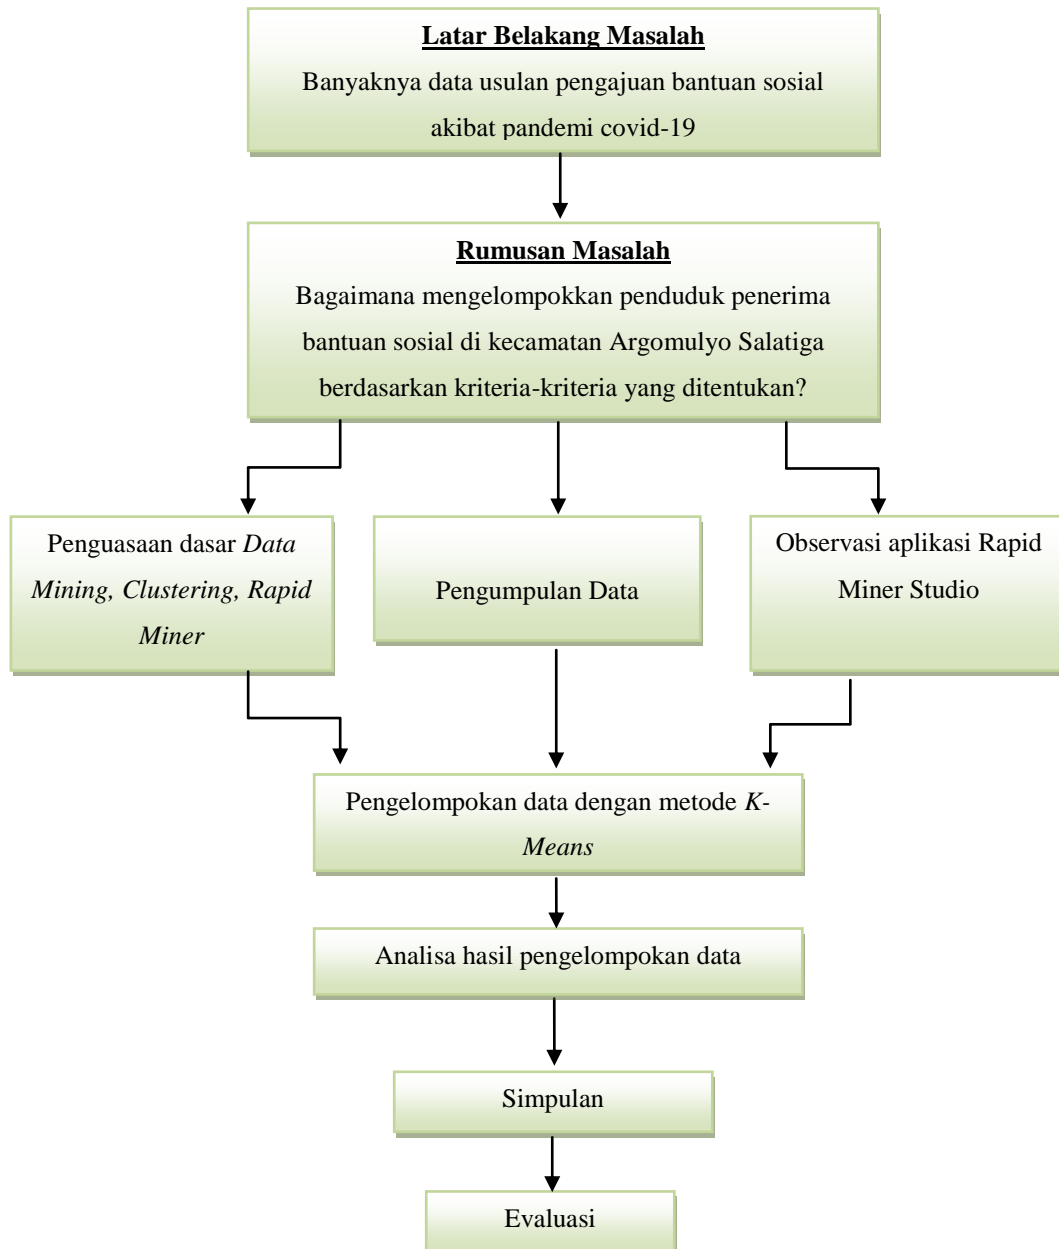 Latar Belakang Masalah
Banyaknya data usulan pengajuan bantuan sosial
akibat pandemi covid-19
Rumusan Masalah
Bagaimana mengelompokkan penduduk penerima
bantuan sosial di kecamatan Argomulyo Salatiga
berdasarkan kriteria-kriteria yang ditentukan?
Penguasaan dasar Data
Mining, Clustering, Rapid
Miner
Pengumpulan Data
Observasi aplikasi Rapid
Miner Studio
Pengelompokan data dengan metode K-
Means
Analisa hasil pengelompokan data
Simpulan
Evaluasi